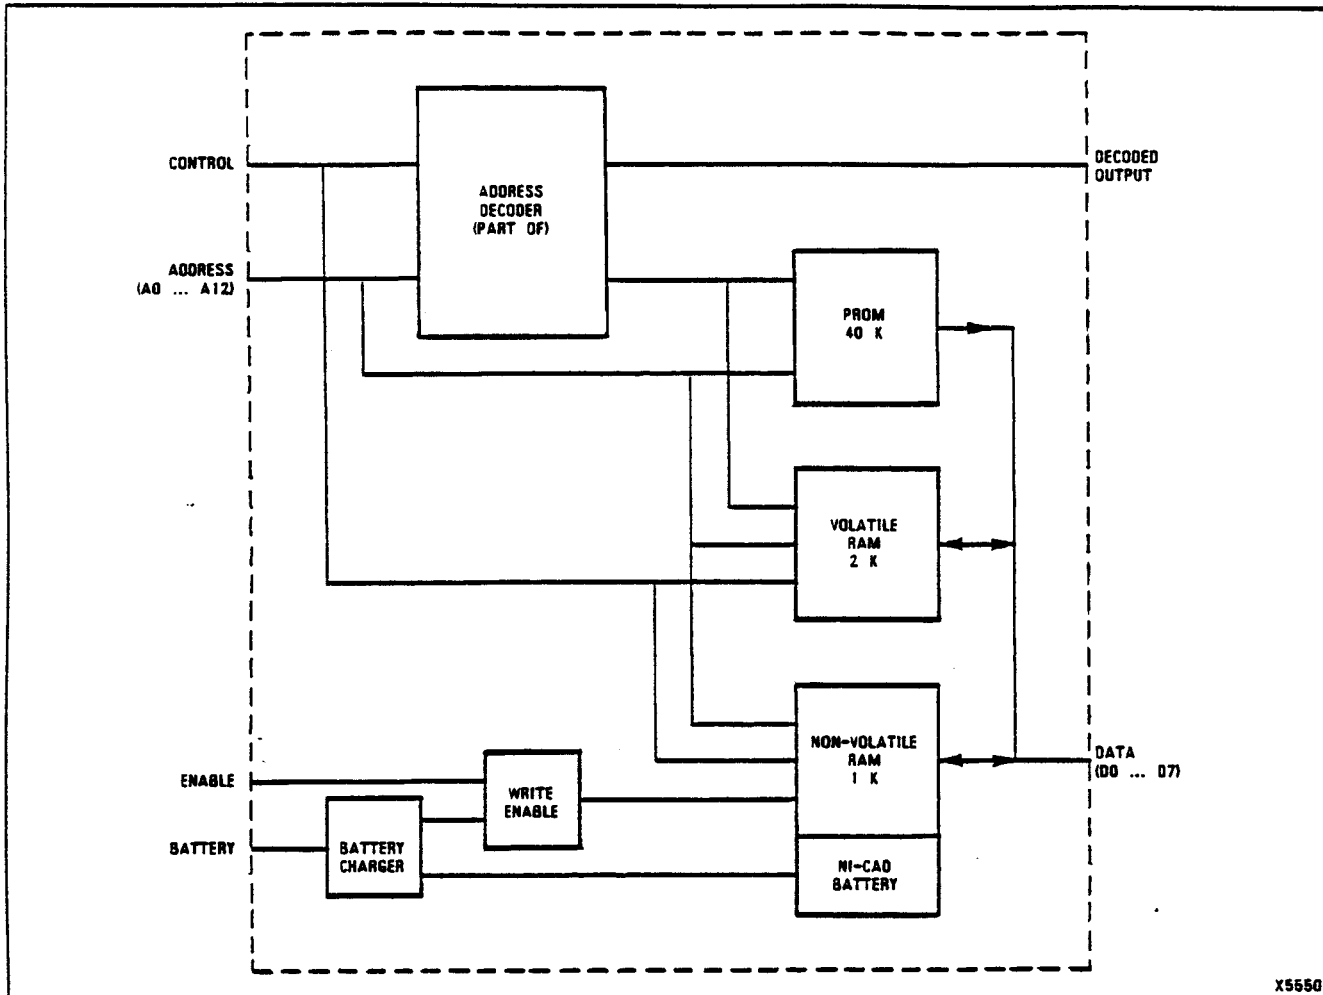 CONTROL
ADDRESS
DECODER
(PART OF)
DECODED
OUTPUT
ADDRESS
(A0 ... A12)
PROM
40 K
VOLATILE
RAM
2 K
NON-VOLATILE
RAM
1 K
DATA
(D0 ... D7)
ENABLE
WRITE
ENABLE
BATTERY
BATTERY
CHARGER
NI-CAD
BATTERY
X5550